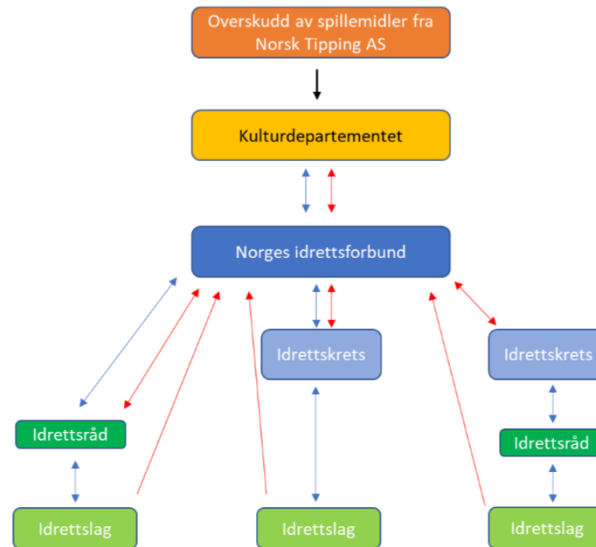 Overskudd av spillemidler fra
Norsk Tipping AS
Kulturdepartementet
Norges idrettsforbund
Idrettskrets
Idrettskrets
Idrettsråd
Idrettsråd
Idrettslag
Idrettslag
Idrettslag